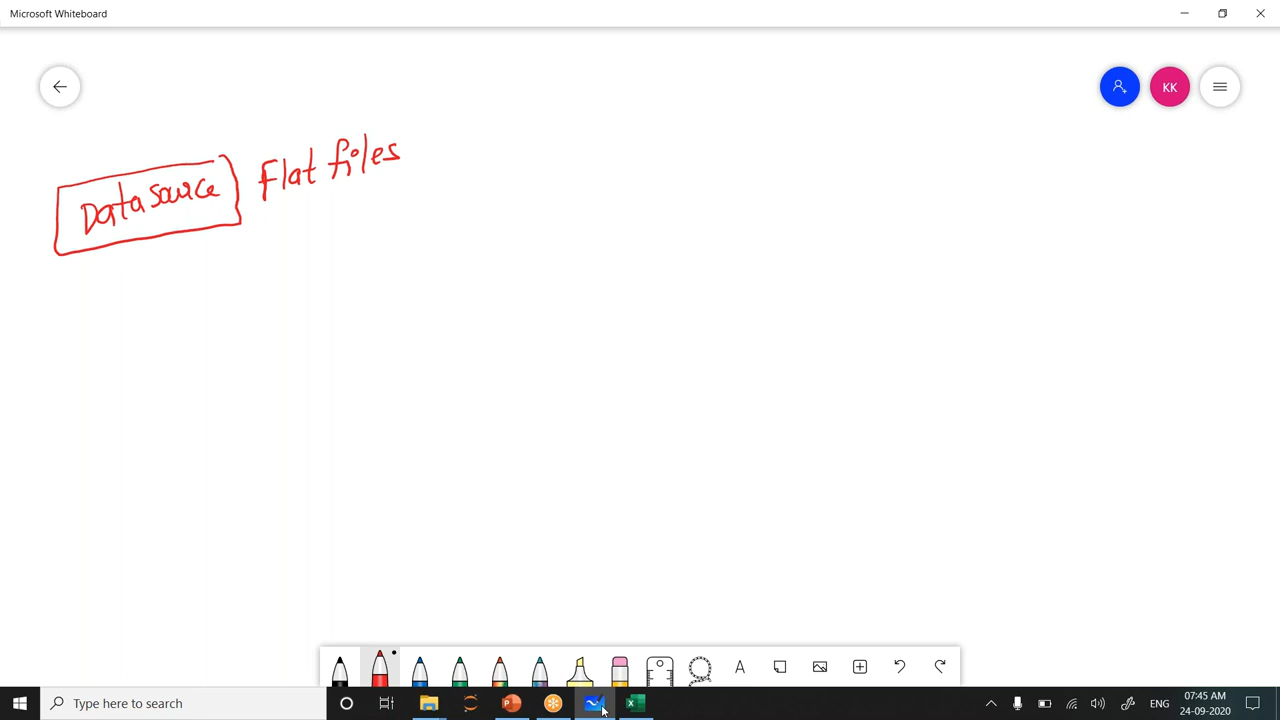 Microsoft Whiteboard
KK
Data Source Flat files
A
Type here to search
ENG
07:45 AM
24-09-2020